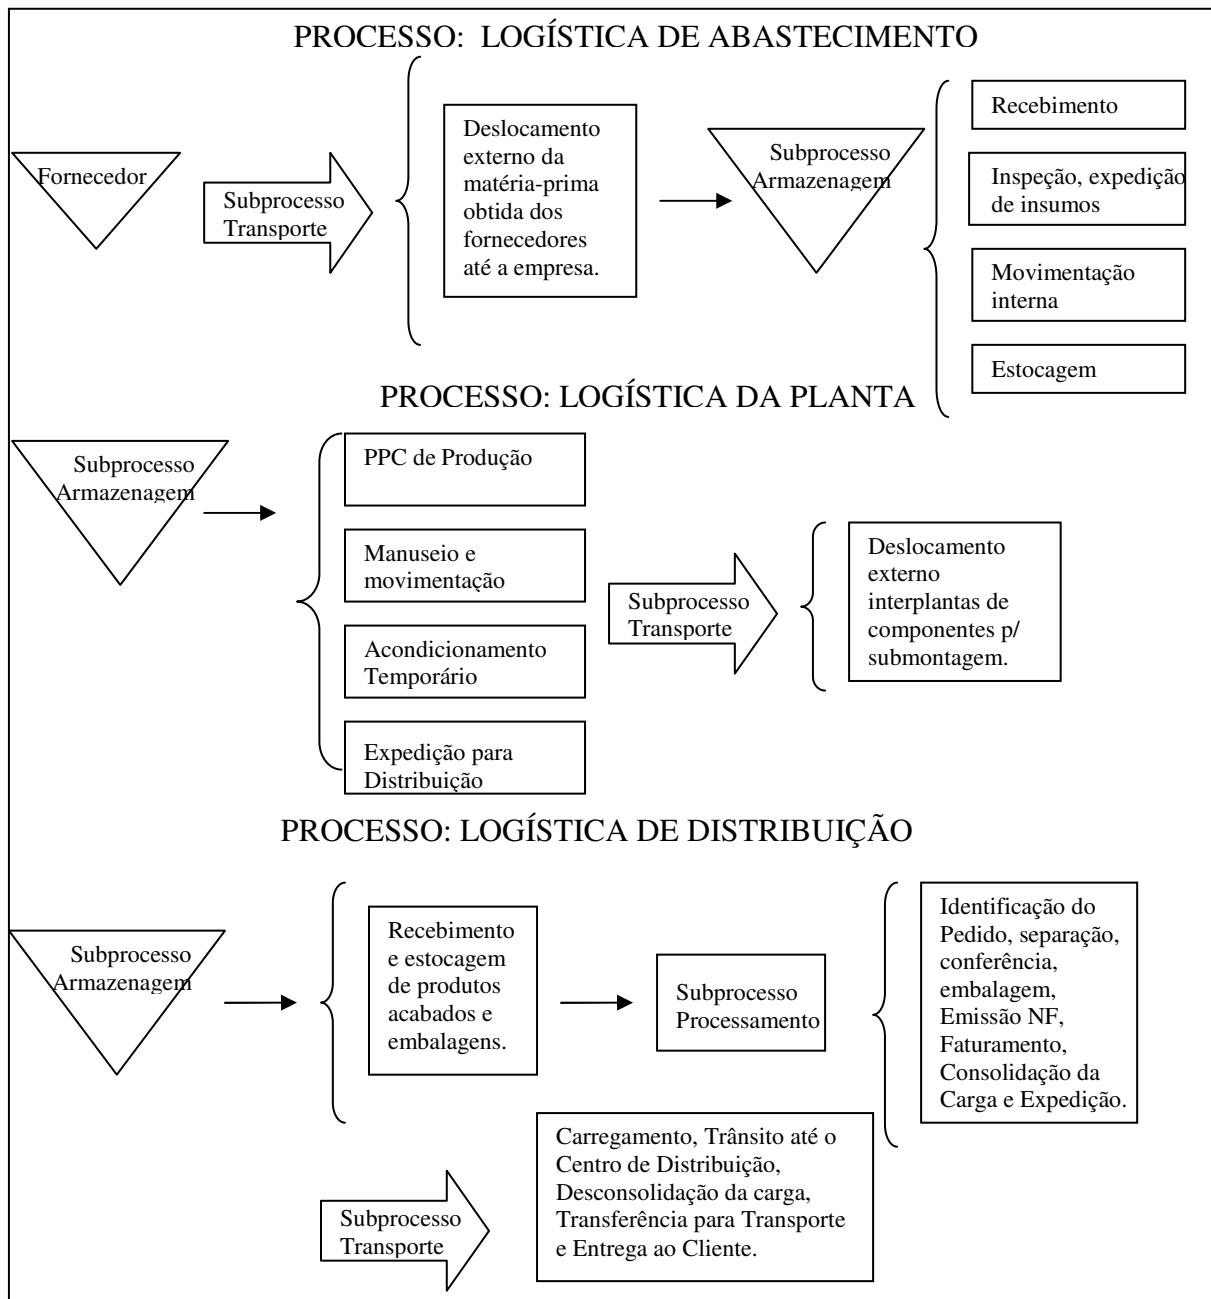 PROCESSO: LOGÍSTICA DE ABASTECIMENTO
Fornecedor
Subprocesso
Transporte
Deslocamento
externo da
matéria-prima
obtida dos
fornecedores
até a empresa.
Subprocesso
Armazenagem
Recebimento
Inspeção, expedição
de insumos
Movimentação
interna
Estocagem
PROCESSO: LOGÍSTICA DA PLANTA
Subprocesso
Armazenagem
PPC de Produção
Manuseio e
movimentação
Acondicionamento
Temporário
Expedição para
Distribuição
Subprocesso
Transporte
Deslocamento
externo
interplantas de
componentes p/
submontagem.
PROCESSO: LOGÍSTICA DE DISTRIBUIÇÃO
Subprocesso
Armazenagem
Recebimento
e estocagem
de produtos
acabados e
embalagens.
Subprocesso
Processamento
Identificação do
Pedido, separação,
conferência,
embalagem,
Emissão NF,
Faturamento,
Consolidação da
Carga e Expedição.
Subprocesso
Transporte
Carregamento, Trânsito até o
Centro de Distribuição,
Desconsolidação da carga,
Transferência para Transporte
e Entrega ao Cliente.